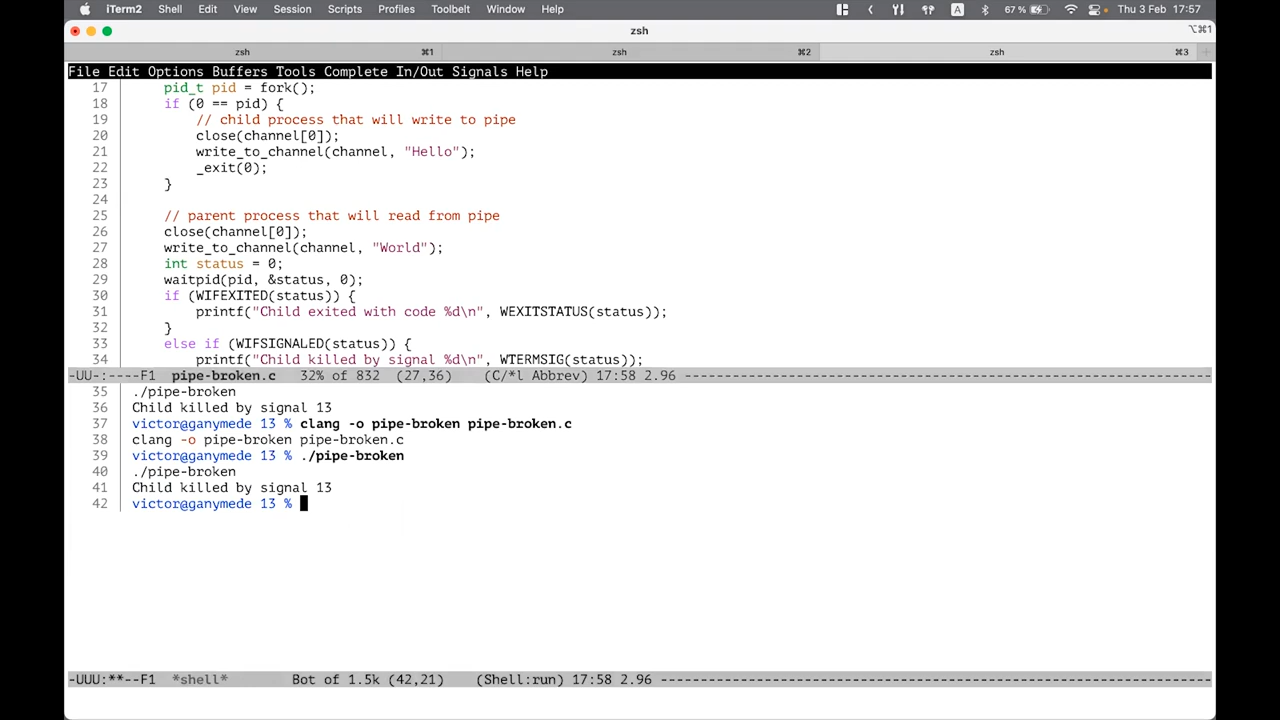 iTerm2 Shell Edit View Session Scripts Profiles Toolbelt Window Help A 67% Thu 3 Feb 17:57
zsh ⌥⌘1
zsh ⌘1 zsh ⌘2 zsh ⌘3 +
File Edit Options Buffers Tools Complete In/Out Signals Help
17 pid_t pid = fork();
18 if (0 == pid) {
19 // child process that will write to pipe
20 close(channel[0]);
21 write_to_channel(channel, "Hello");
22 _exit(0);
23 }
24
25 // parent process that will read from pipe
26 close(channel[0]);
27 write_to_channel(channel, "World");
28 int status = 0;
29 waitpid(pid, &status, 0);
30 if (WIFEXITED(status)) {
31 printf("Child exited with code %d\n", WEXITSTATUS(status));
32 }
33 else if (WIFSIGNALED(status)) {
34 printf("Child killed by signal %d\n", WTERMSIG(status));
-UU-:----F1 pipe-broken.c 32% of 832 (27,36) (C/*l Abbrev) 17:58 2.96 ------------------------------------------------------------------
35 ./pipe-broken
36 Child killed by signal 13
37 victor@ganymede 13 % clang -o pipe-broken pipe-broken.c
38 clang -o pipe-broken pipe-broken.c
39 victor@ganymede 13 % ./pipe-broken
40 ./pipe-broken
41 Child killed by signal 13
42 victor@ganymede 13 %
-UUU:**--F1 *shell* Bot of 1.5k (42,21) (Shell:run) 17:58 2.96 ---------------------------------------------------------------------